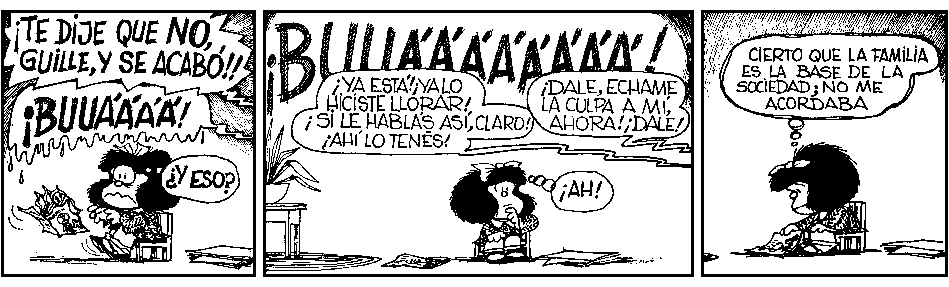 ¡TE DIJE QUE NO,
GUILLE, Y SE ACABÓ!!
¡BUUÁÁÁÁ!
¿Y ESO?
¡BUUUÁÁÁÁÁÁÁÁ!
¡YA ESTÁ! ¡YA LO
HICISTE LLORAR!
¡SI LE HABLÁS ASÍ, CLARO!
¡AHÍ LO TENÉS!
¡DALE, ECHAME
LA CULPA A MÍ,
AHORA! ¡DALE!
¡AH!
CIERTO QUE LA FAMILIA
ES LA BASE DE LA
SOCIEDAD; NO ME
ACORDABA